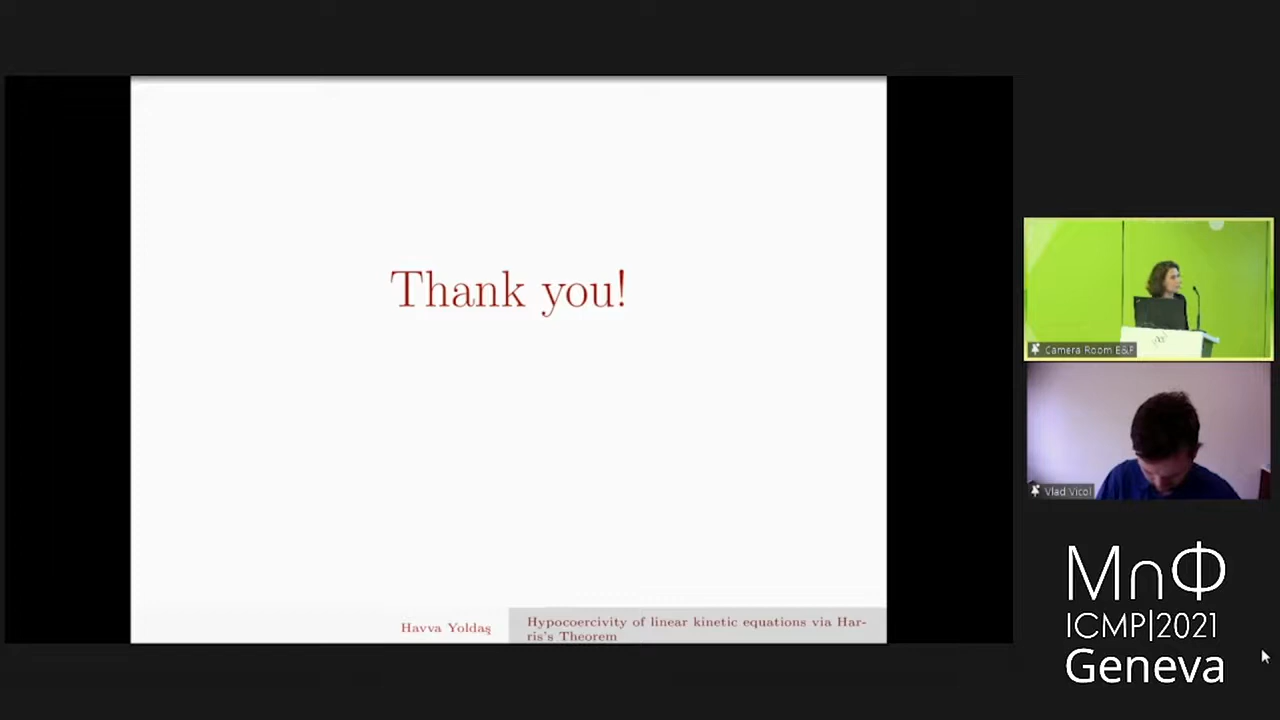 Thank you!
Havva Yoldaş
Hypocoercivity of linear kinetic equations via Har-
ris's Theorem
Camera Room E&F
Vlad Vicol
M∩Φ
ICMP|2021
Geneva